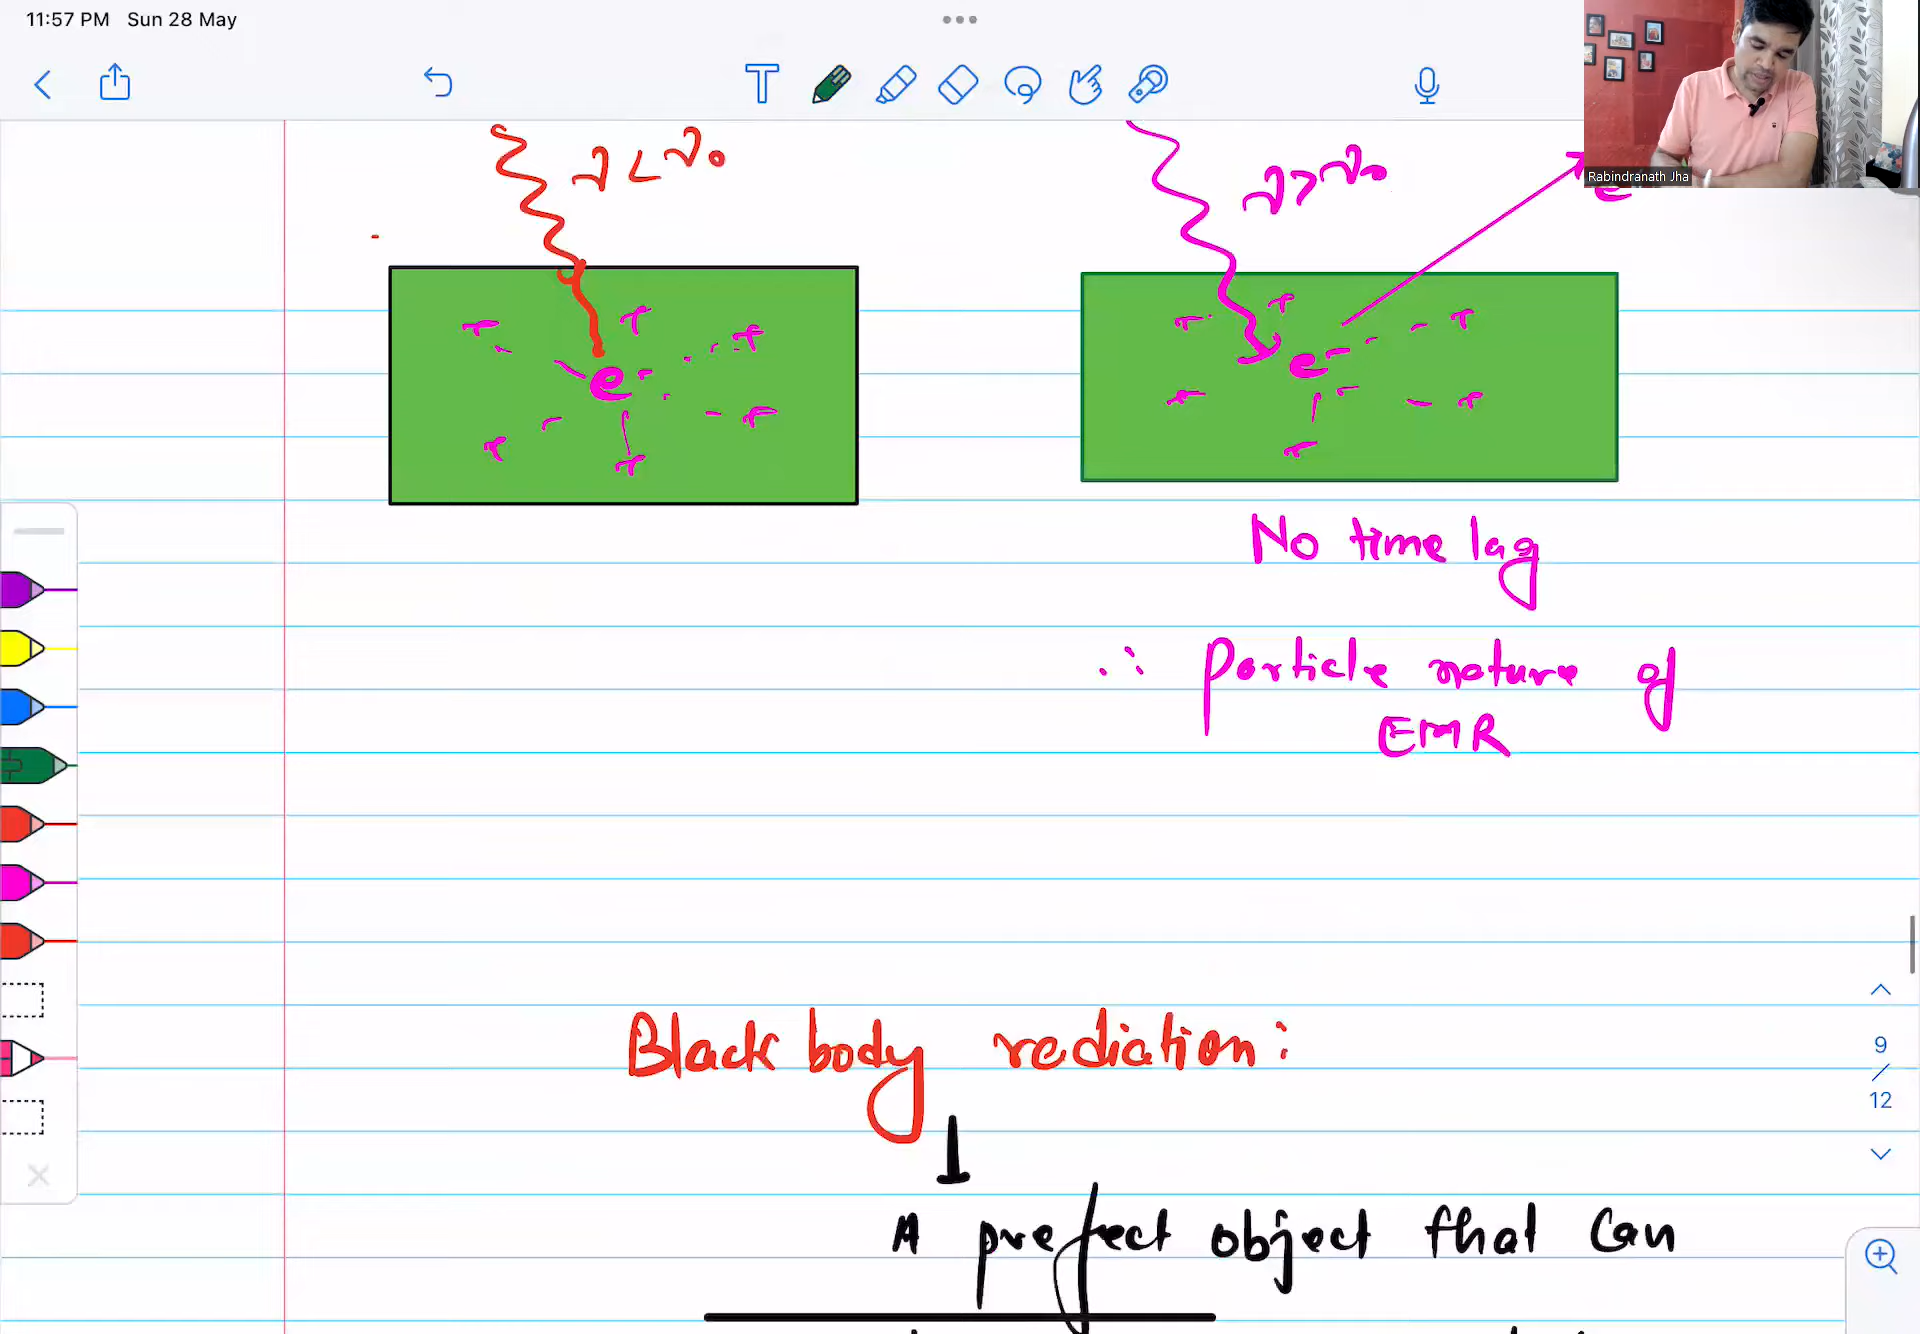 11:57 PM Sun 28 May
Rabindranath Jha
ν < ν₀
ν > ν₀
e
+ + +
e-
+ + + +
+ + +
e-
+ + +
No time lag
∴ Particle nature of
EMR
Black body rediation:
9
/
12
A prefect object that can